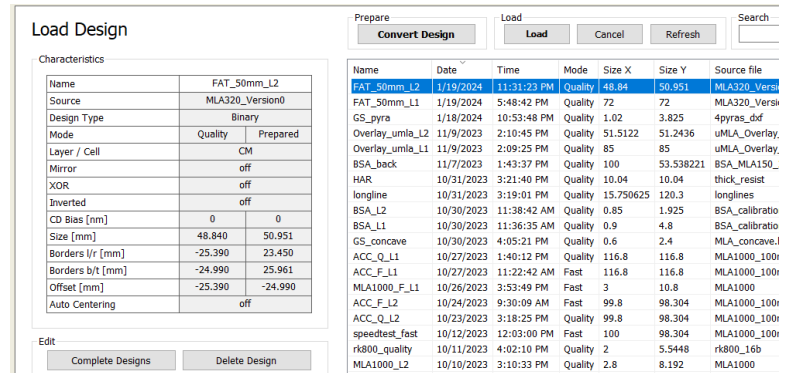 Load Design
Prepare
Convert Design
Load
Load Cancel Refresh
Search
Characteristics
Name FAT_50mm_L2
Source MLA320_Version0
Design Type Binary
Mode Quality Prepared
Layer / Cell CM
Mirror off
XOR off
Inverted off
CD Bias [nm] 0 0
Size [mm] 48.840 50.951
Borders l/r [mm] -25.390 23.450
Borders b/t [mm] -24.990 25.961
Offset [mm] -25.390 -24.990
Auto Centering off
Edit
Complete Designs Delete Design
Name Date Time Mode Size X Size Y Source file
FAT_50mm_L2 1/19/2024 11:31:23 PM Quality 48.84 50.951 MLA320_Versi
FAT_50mm_L1 1/19/2024 5:48:42 PM Quality 72 72 MLA320_Versi
GS_pyra 1/18/2024 10:53:48 PM Quality 1.02 3.825 4pyras_dxf
Overlay_umla_L2 11/9/2023 2:10:45 PM Quality 51.5122 51.2436 uMLA_Overlay_
Overlay_umla_L1 11/9/2023 2:09:25 PM Quality 85 85 uMLA_Overlay_
BSA_back 11/7/2023 1:43:37 PM Quality 100 53.538221 BSA_MLA150_
HAR 10/31/2023 3:21:40 PM Quality 10.04 10.04 thick_resist
longline 10/31/2023 3:19:01 PM Quality 15.750625 120.3 longlines
BSA_L2 10/30/2023 11:38:42 AM Quality 0.85 1.925 BSA_calibratio
BSA_L1 10/30/2023 11:36:35 AM Quality 0.9 4.8 BSA_calibratio
GS_concave 10/30/2023 4:05:21 PM Quality 0.6 2.4 MLA_concave.
ACC_Q_L1 10/27/2023 1:40:12 PM Quality 116.8 116.8 MLA1000_100
ACC_F_L1 10/27/2023 11:22:42 AM Fast 116.8 116.8 MLA1000_100
MLA1000_F_L1 10/26/2023 3:53:49 PM Fast 3 10.8 MLA1000
ACC_F_L2 10/24/2023 9:30:09 AM Fast 99.8 98.304 MLA1000_100
ACC_Q_L2 10/23/2023 3:18:25 PM Quality 99.8 98.304 MLA1000_100
speedtest_fast 10/12/2023 12:03:00 PM Fast 100 98.304 MLA1000_100
rk800_quality 10/11/2023 4:02:10 PM Quality 2 5.5448 rk800_16b
MLA1000_L2 10/10/2023 3:10:33 PM Quality 2.8 8.192 MLA1000